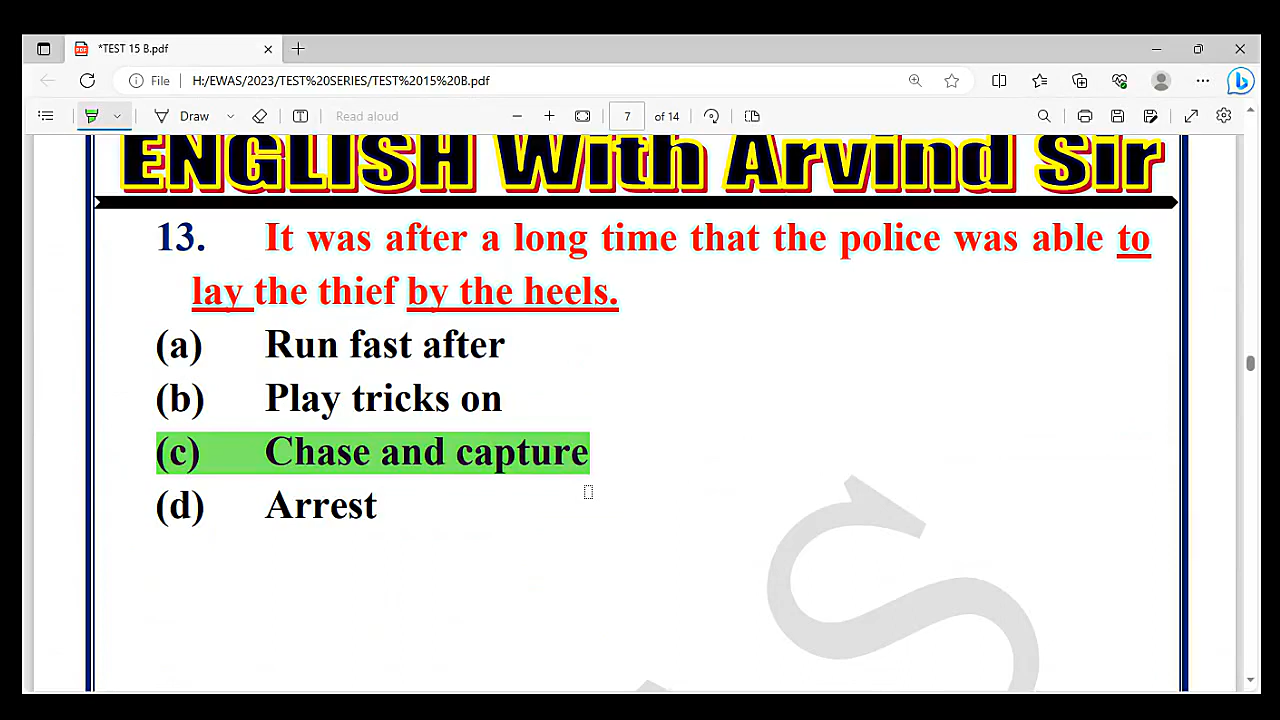 *TEST 15 B.pdf
File H:/EWAS/2023/TEST%20SERIES/TEST%2015%20B.pdf
Draw Read aloud 7 of 14
ENGLISH With Arvind Sir
13. It was after a long time that the police was able to
lay the thief by the heels.
(a) Run fast after
(b) Play tricks on
(c) Chase and capture
(d) Arrest
S